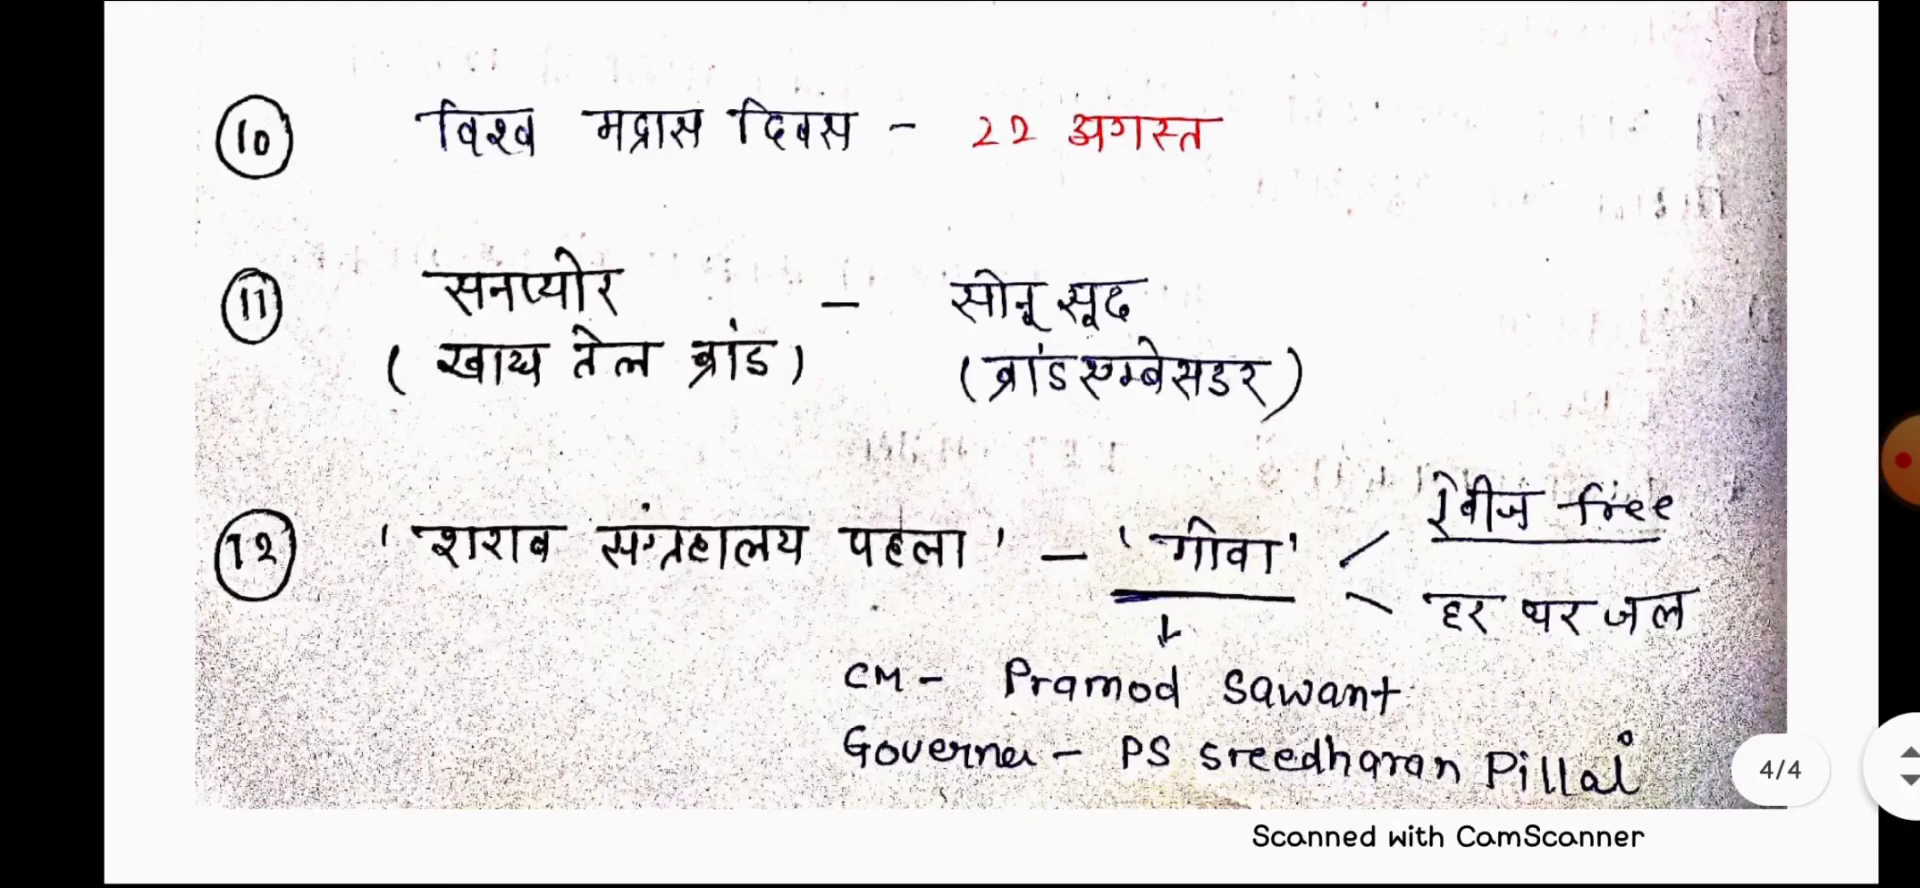 10 विश्व मद्रास दिवस - 22 अगस्त
11 सनप्योर - सोनू सूद
( खाद्य तेल ब्रांड ) ( ब्रांड एम्बेसडर )
रेबीज free
12 ' शराब संग्रहालय पहला ' - ' गोवा '
हर घर जल
CM - Pramod Sawant
Governer - PS Sreedharan Pillai
4/4
Scanned with CamScanner